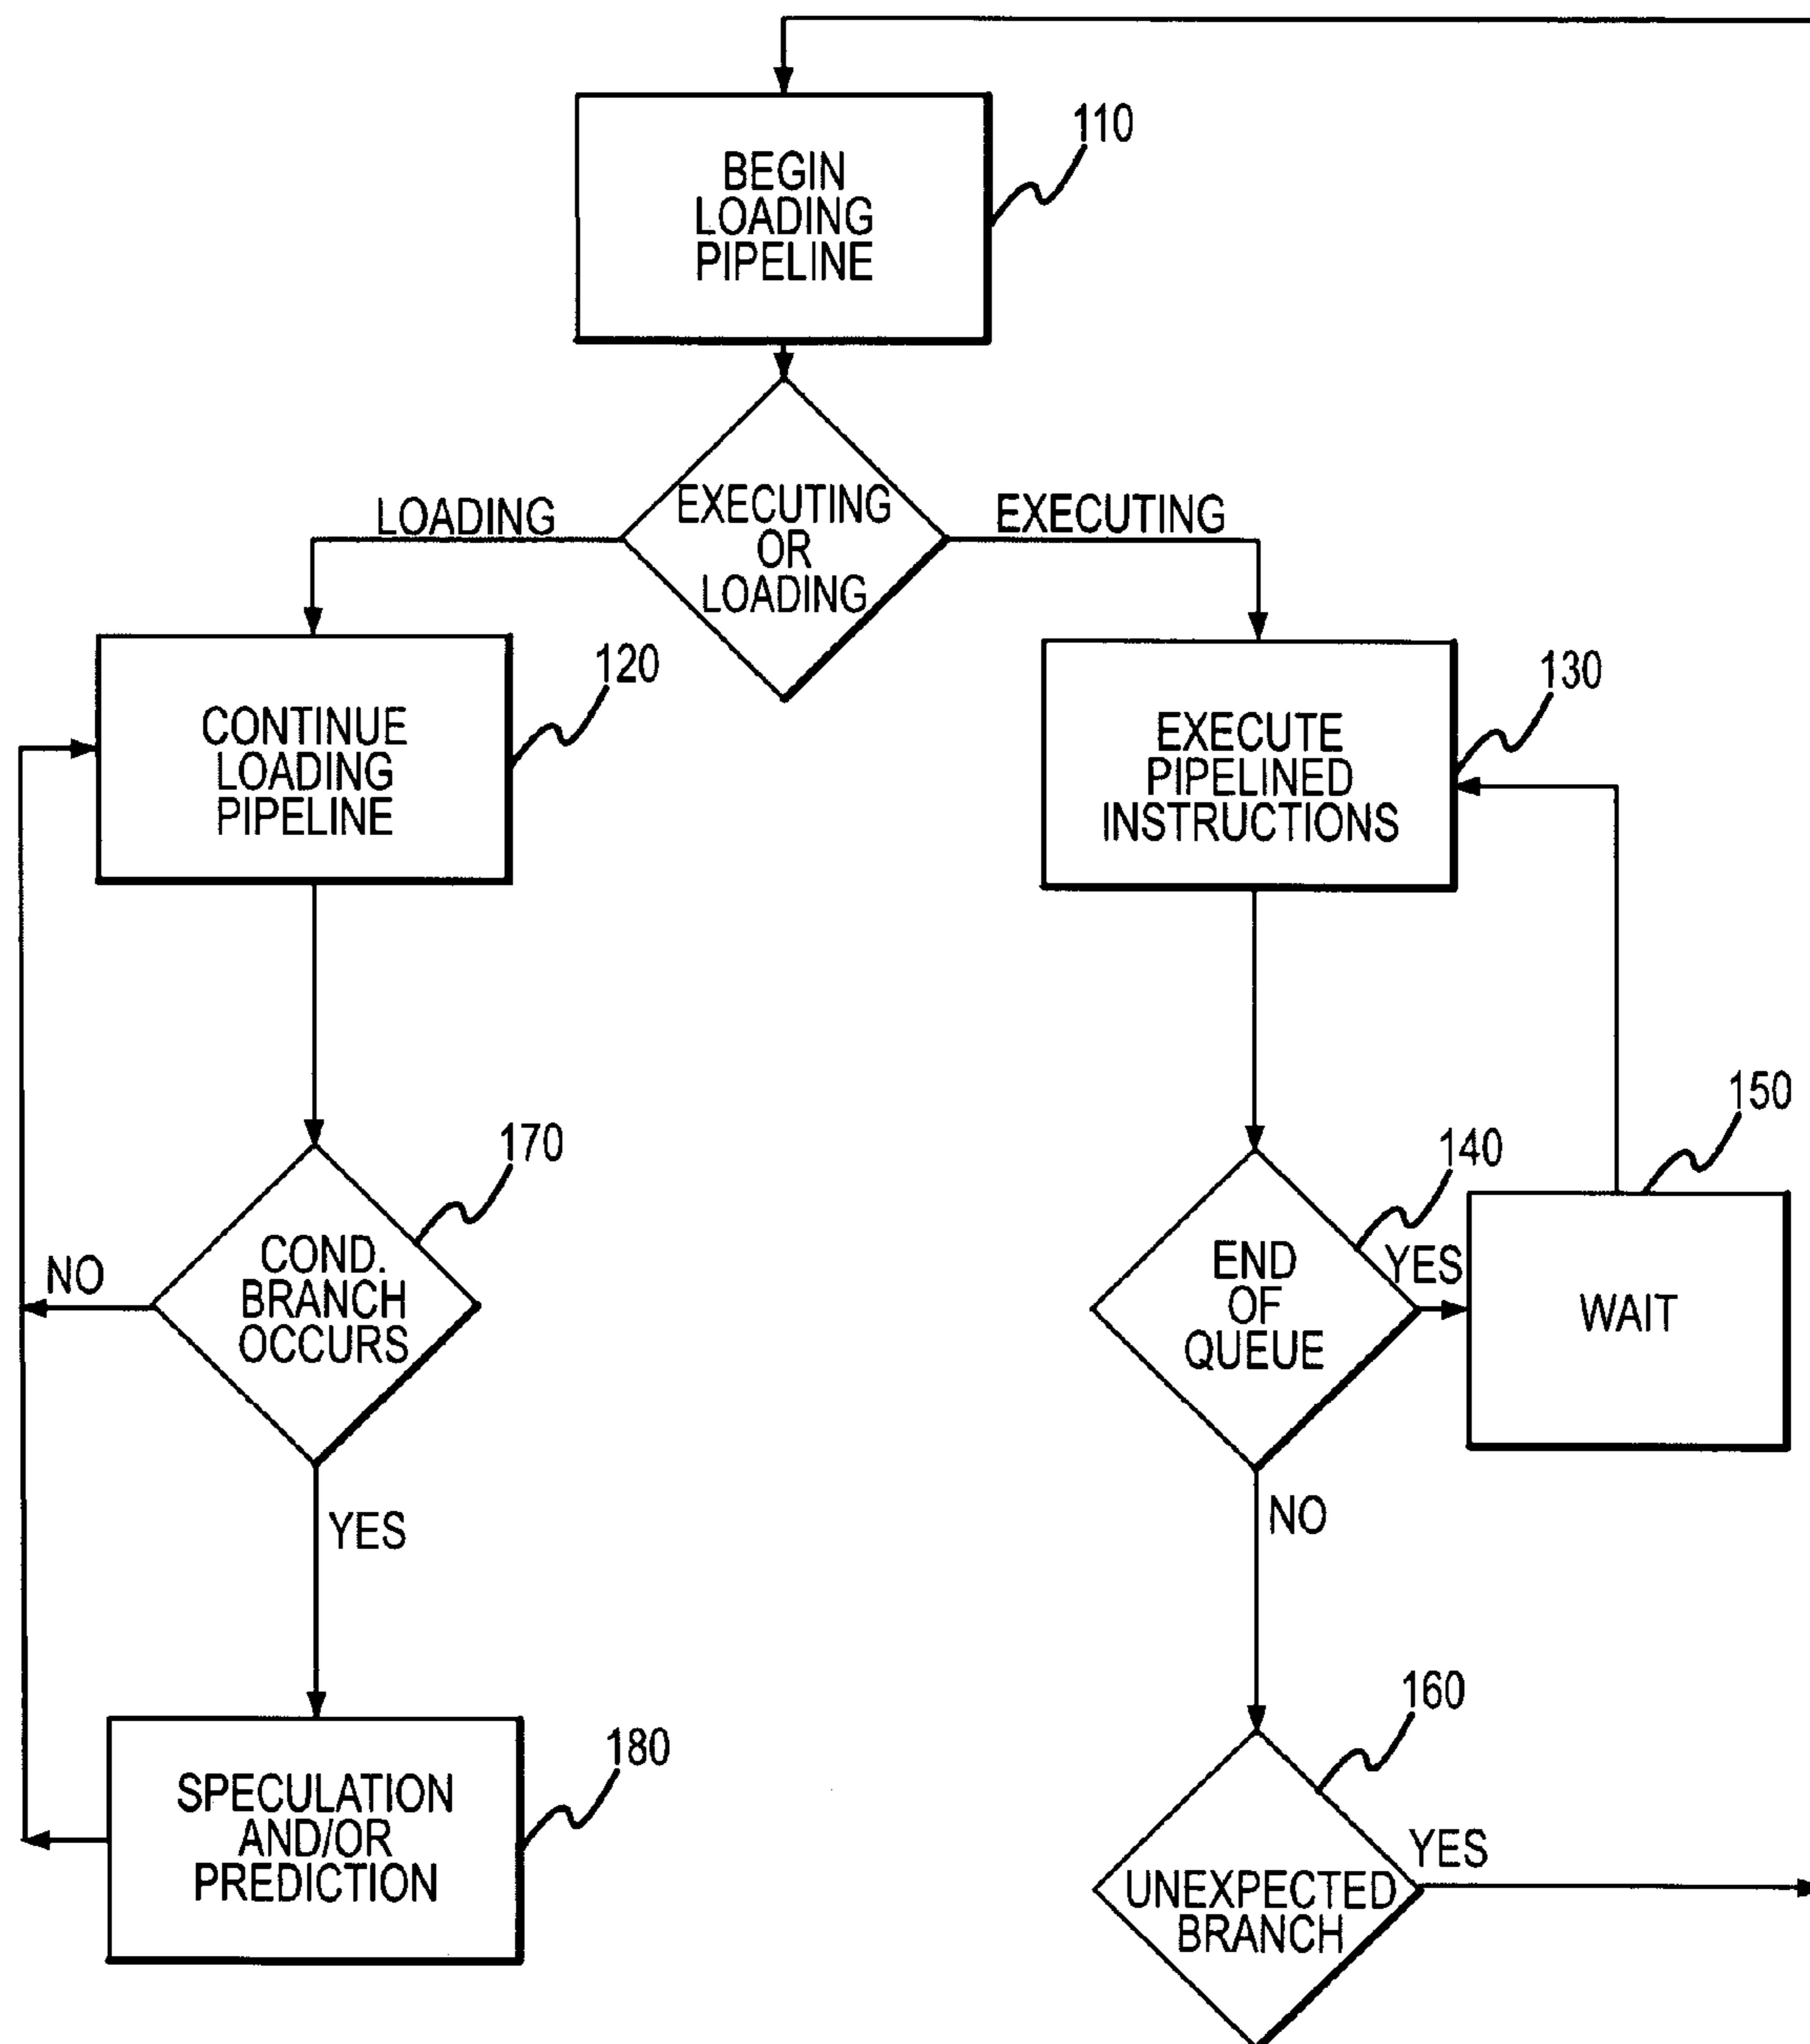 110
BEGIN
LOADING
PIPELINE
LOADING
EXECUTING
OR
LOADING
EXECUTING
120
CONTINUE
LOADING
PIPELINE
130
EXECUTE
PIPELINED
INSTRUCTIONS
170
COND.
BRANCH
OCCURS
NO
YES
140
END
OF
QUEUE
YES
NO
150
WAIT
180
SPECULATION
AND/OR
PREDICTION
160
UNEXPECTED
BRANCH
YES